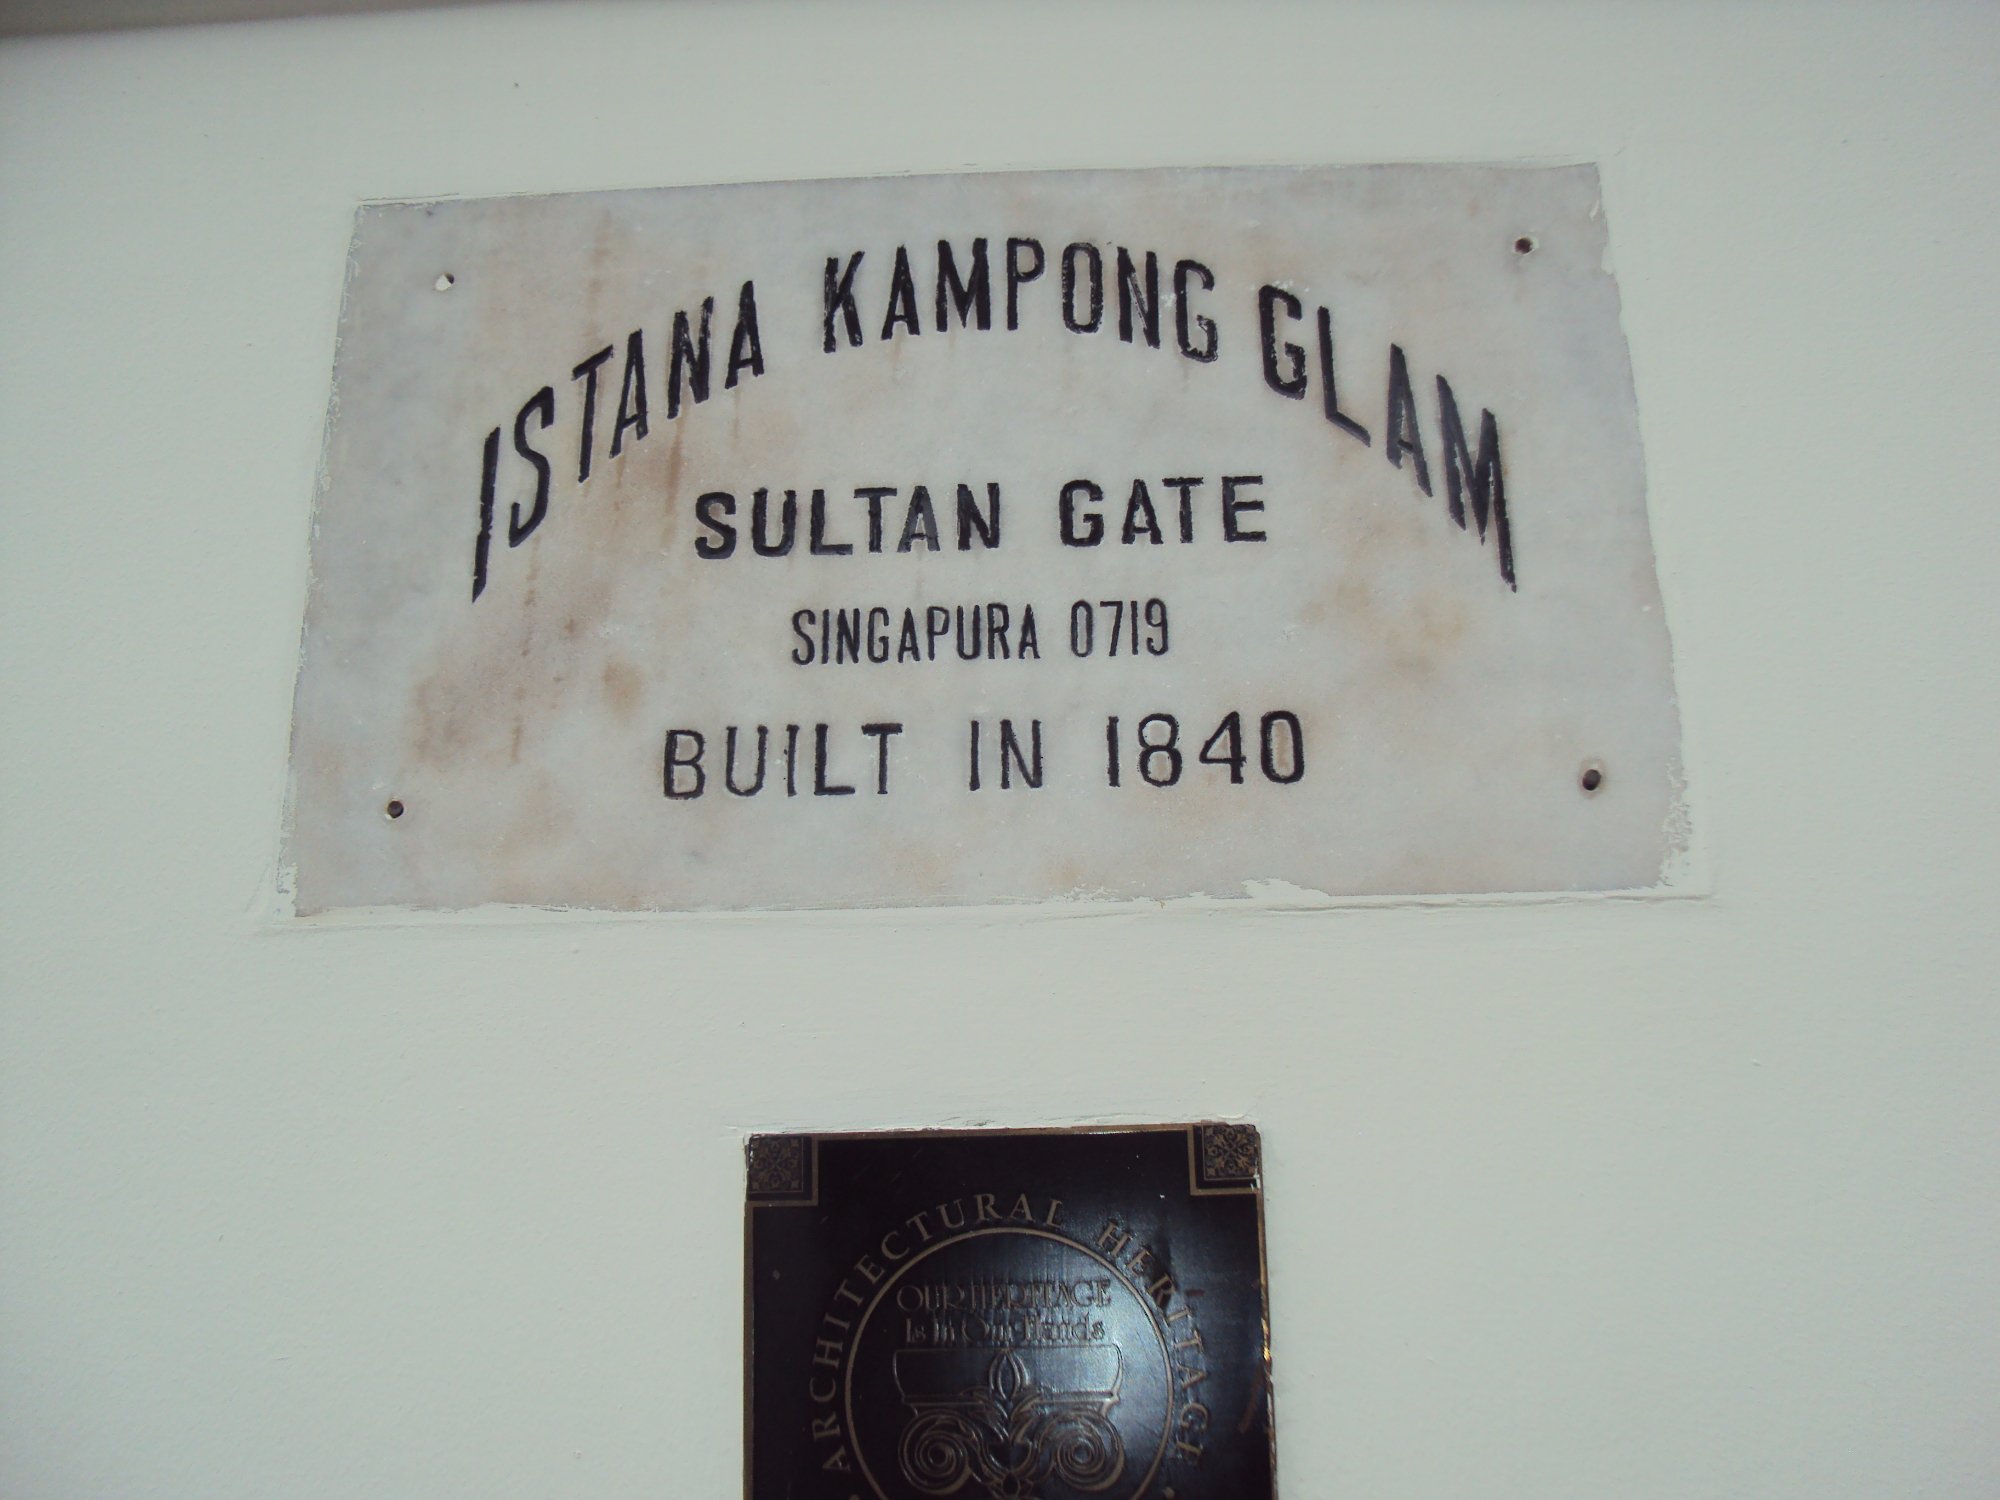 ISTANA KAMPONG GLAM
SULTAN GATE
SINGAPURA 0719
BUILT IN 1840
ARCHITECTURAL HERITAGE
OUR HERITAGE
Is In Our Hands